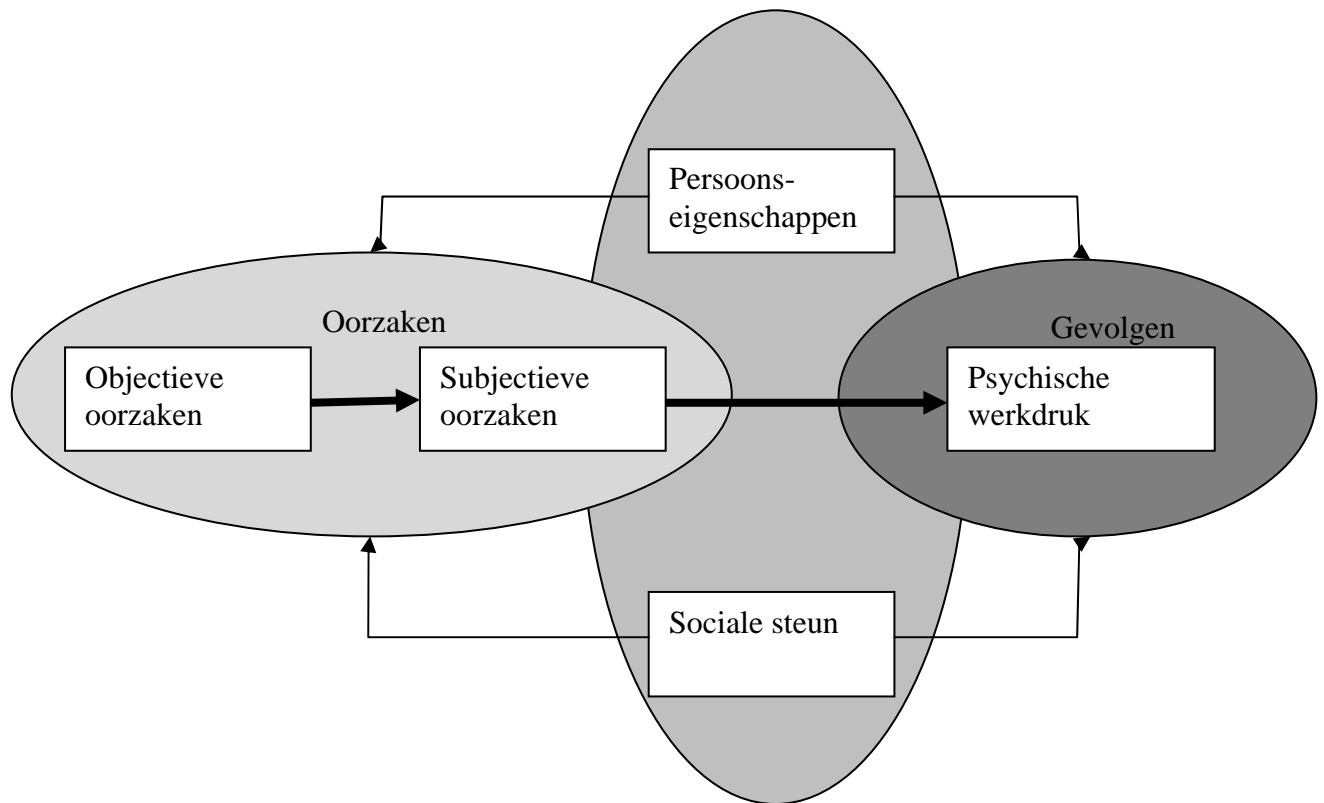 Persoons-
eigenschappen
Oorzaken
Gevolgen
Objectieve
oorzaken
Subjectieve
oorzaken
Psychische
werkdruk
Sociale steun